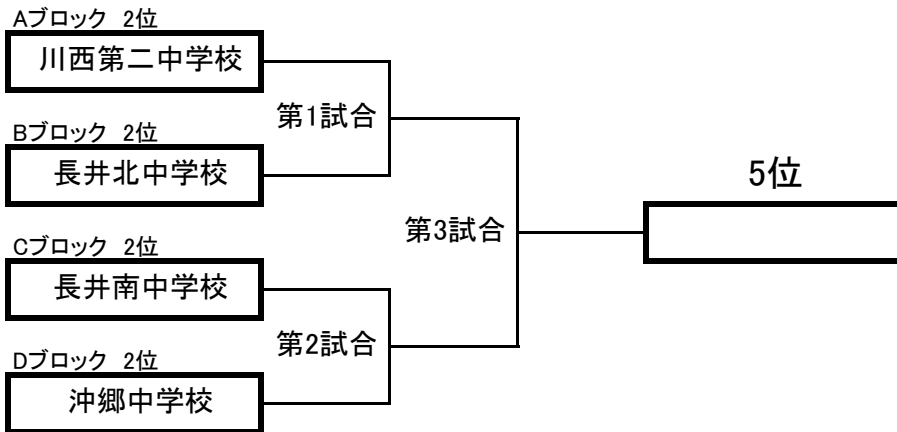 Aブロック 2位
川西第二中学校
第1試合
Bブロック 2位
長井北中学校
5位
第3試合
Cブロック 2位
長井南中学校
第2試合
Dブロック 2位
沖郷中学校